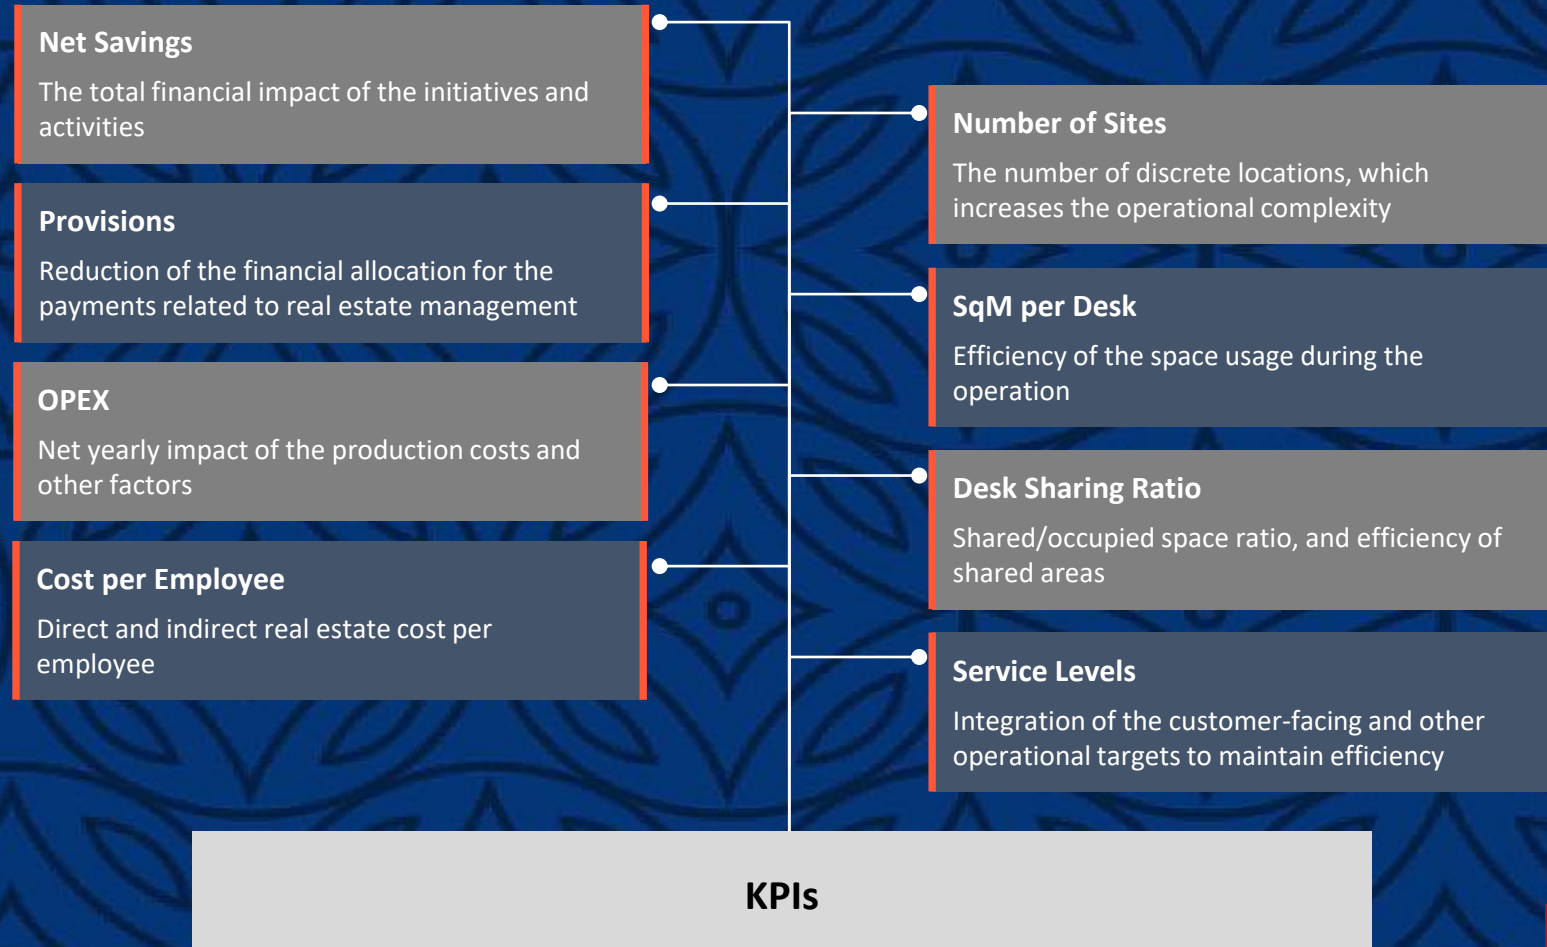 Net Savings
The total financial impact of the initiatives and
activities
Provisions
Reduction of the financial allocation for the
payments related to real estate management
OPEX
Net yearly impact of the production costs and
other factors
Cost per Employee
Direct and indirect real estate cost per
employee
Number of Sites
The number of discrete locations, which
increases the operational complexity
SqM per Desk
Efficiency of the space usage during the
operation
Desk Sharing Ratio
Shared/occupied space ratio, and efficiency of
shared areas
Service Levels
Integration of the customer-facing and other
operational targets to maintain efficiency
KPIs